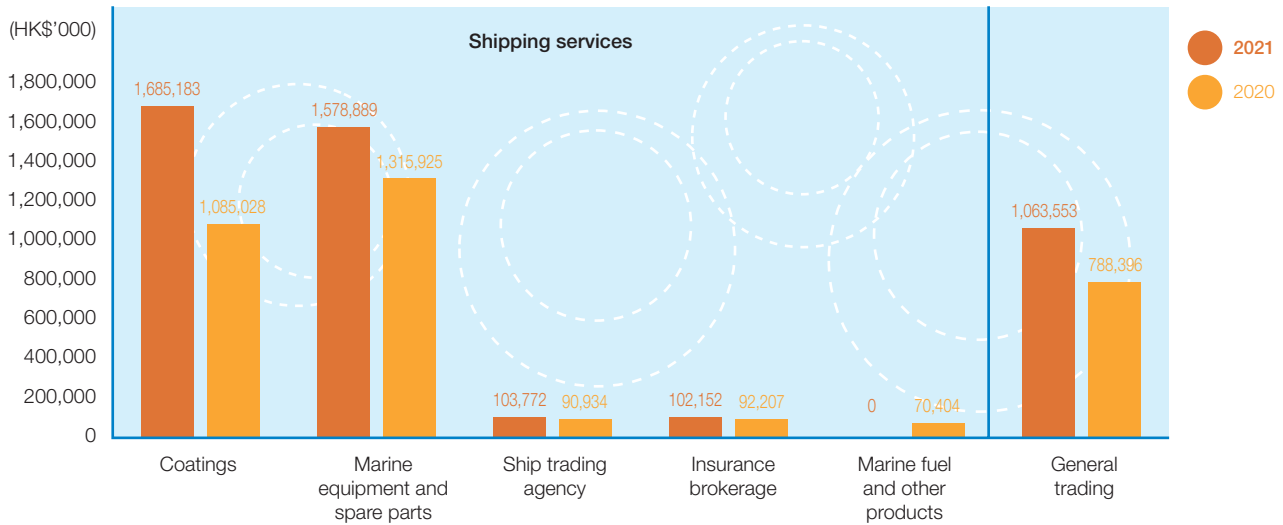 (HK$'000)
Shipping services
2021
2020
1,800,000
1,600,000
1,400,000
1,200,000
1,000,000
800,000
600,000
400,000
200,000
0
1,685,183
1,085,028
1,578,889
1,315,925
103,772
90,934
102,152
92,207
0
70,404
1,063,553
788,396
Coatings
Marine
equipment and
spare parts
Ship trading
agency
Insurance
brokerage
Marine fuel
and other
products
General
trading